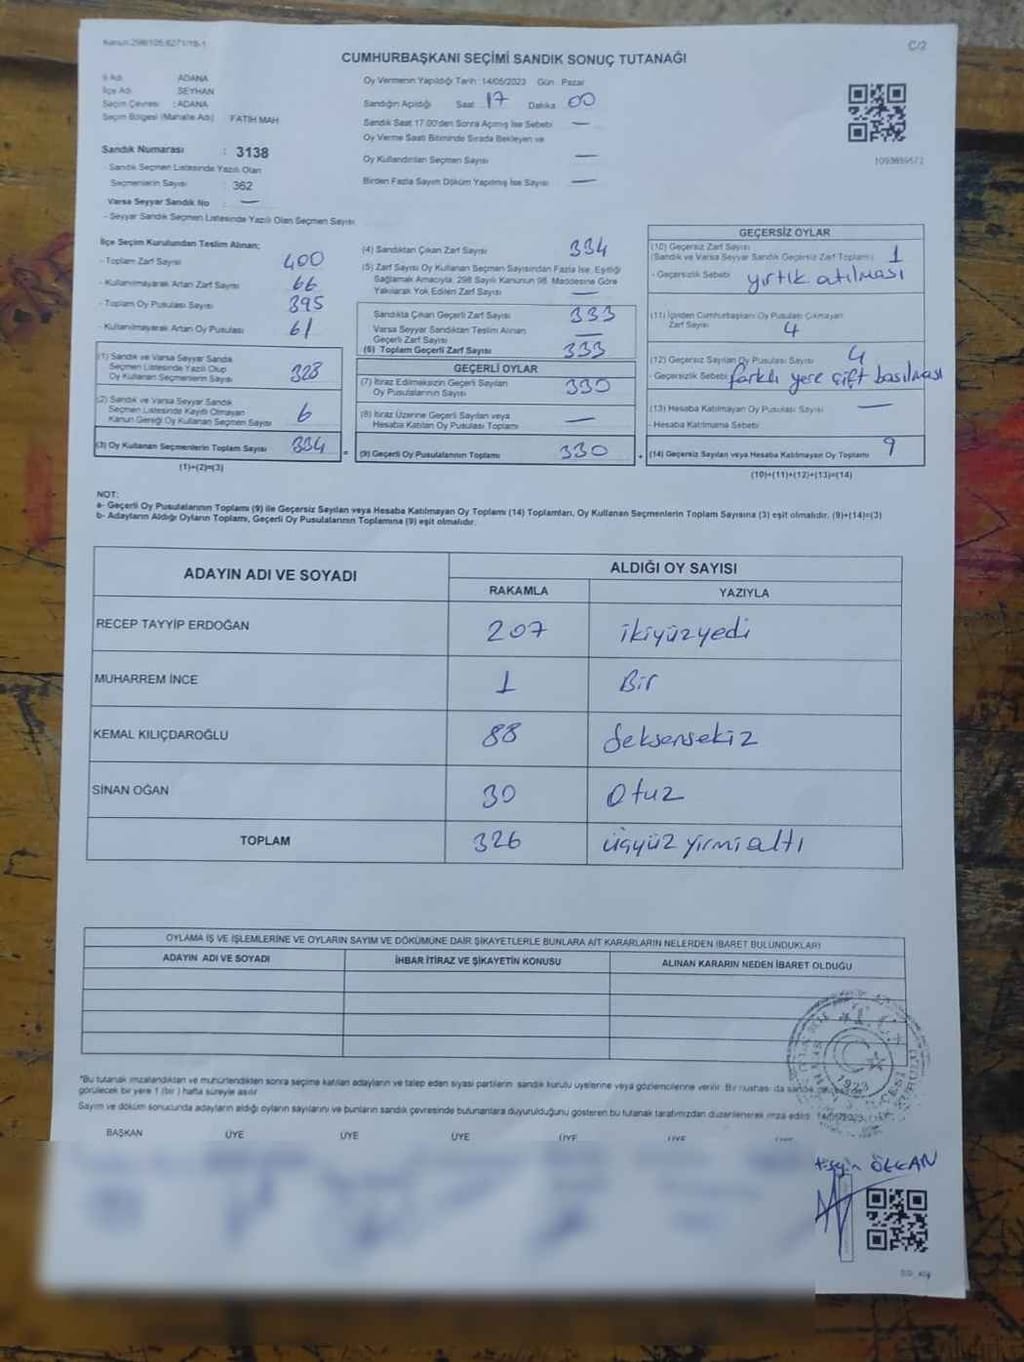 Kanun:298/105,6271/19-1
C/2
CUMHURBAŞKANI SEÇİMİ SANDIK SONUÇ TUTANAĞI
İl Adı ADANA
İlçe Adı SEYHAN
Seçim Çevresi : ADANA
Seçim Bölgesi (Mahalle Adı) FATİH MAH
Sandık Numarası : 3138
- Sandık Seçmen Listesinde Yazılı Olan
Seçmenlerin Sayısı : 362
Varsa Seyyar Sandık No : —
- Seyyar Sandık Seçmen Listesinde Yazılı Olan Seçmen Sayısı
Oy Vermenin Yapıldığı Tarih :14/05/2023 Gün Pazar
Sandığın Açıldığı Saat 17 Dakika 00
Sandık Saat 17.00'den Sonra Açılmış İse Sebebi —
Oy Verme Saati Bitiminde Sırada Bekleyen ve
Oy Kullandırılan Seçmen Sayısı —
Birden Fazla Sayım Döküm Yapılmış İse Sayısı —
İlçe Seçim Kurulundan Teslim Alınan;
- Toplam Zarf Sayısı 400
- Kullanılmayarak Artan Zarf Sayısı 66
- Toplam Oy Pusulası Sayısı 395
- Kullanılmayarak Artan Oy Pusulası 61
(1) Sandık ve Varsa Seyyar Sandık
Seçmen Listesinde Yazılı Olup
Oy Kullanan Seçmenlerin Sayısı 328
(2) Sandık ve Varsa Seyyar Sandık
Seçmen Listesinde Kayıtlı Olmayan
Kanun Gereği Oy Kullanan Seçmen Sayısı 6
(3) Oy Kullanan Seçmenlerin Toplam Sayısı 334
(1)+(2)=(3)
(4) Sandıktan Çıkan Zarf Sayısı 334
(5) Zarf Sayısı Oy Kullanan Seçmen Sayısından Fazla İse, Eşitliği
Sağlamak Amacıyla, 298 Sayılı Kanunun 98. Maddesine Göre
Yakılarak Yok Edilen Zarf Sayısı —
Sandıkta Çıkan Geçerli Zarf Sayısı 333
Varsa Seyyar Sandıktan Teslim Alınan
Geçerli Zarf Sayısı —
(6) Toplam Geçerli Zarf Sayısı 333
GEÇERLİ OYLAR
(7) İtiraz Edilmeksizin Geçerli Sayılan
Oy Pusulalarının Sayısı 330
(8) İtiraz Üzerine Geçerli Sayılan veya
Hesaba Katılan Oy Pusulaları Toplamı —
(9) Geçerli Oy Pusulalarının Toplamı 330
GEÇERSİZ OYLAR
(10) Geçersiz Zarf Sayısı
(Sandık ve Varsa Seyyar Sandık Geçersiz Zarf Toplamı) 1
- Geçersizlik Sebebi yırtık atılması
(11) İçinden Cumhurbaşkanı Oy Pusulası Çıkmayan
Zarf Sayısı 4
(12) Geçersiz Sayılan Oy Pusulası Sayısı 4
- Geçersizlik Sebebi farklı yere çift basılması
(13) Hesaba Katılmayan Oy Pusulası Sayısı —
- Hesaba Katılmama Sebebi
(14) Geçersiz Sayılan veya Hesaba Katılmayan Oy Toplamı 9
(10)+(11)+(12)+(13)=(14)
NOT:
a- Geçerli Oy Pusulalarının Toplamı (9) ile Geçersiz Sayılan veya Hesaba Katılmayan Oy Toplamı (14) Toplamları, Oy Kullanan Seçmenlerin Toplam Sayısına (3) eşit olmalıdır. (9)+(14)=(3)
b- Adayların Aldığı Oyların Toplamı, Geçerli Oy Pusulalarının Toplamına (9) eşit olmalıdır.
ADAYIN ADI VE SOYADI
ALDIĞI OY SAYISI
RAKAMLA YAZIYLA
RECEP TAYYİP ERDOĞAN 207 ikiyüzyedi
MUHARREM İNCE 1 Bir
KEMAL KILIÇDAROĞLU 88 Seksensekiz
SİNAN OĞAN 30 Otuz
TOPLAM 326 üçyüz yirmi altı
OYLAMA İŞ VE İŞLEMLERİNE VE OYLARIN SAYIM VE DÖKÜMÜNE DAİR ŞİKAYETLERLE BUNLARA AİT KARARLARIN NELERDEN İBARET BULUNDUKLARI
ADAYIN ADI VE SOYADI İHBAR İTİRAZ VE ŞİKAYETİN KONUSU ALINAN KARARIN NEDEN İBARET OLDUĞU
*Bu tutanak imzalandıktan ve mühürlendikten sonra seçime katılan adayların ve talep eden siyasi partilerin sandık kurulu üyelerine veya gözlemcilerine verilir. Bir nüshası da sandık
görülecek bir yere 1 (bir) hafta süreyle asılır
Sayım ve döküm sonucunda adayların aldığı oyların sayılarını ve bunların sandık çevresinde bulunanlara duyurulduğunu gösteren bu tutanak tarafımızdan düzenlenerek imza edildi
1923
BAŞKAN ÜYE ÜYE ÜYE ÜYE ÜYE